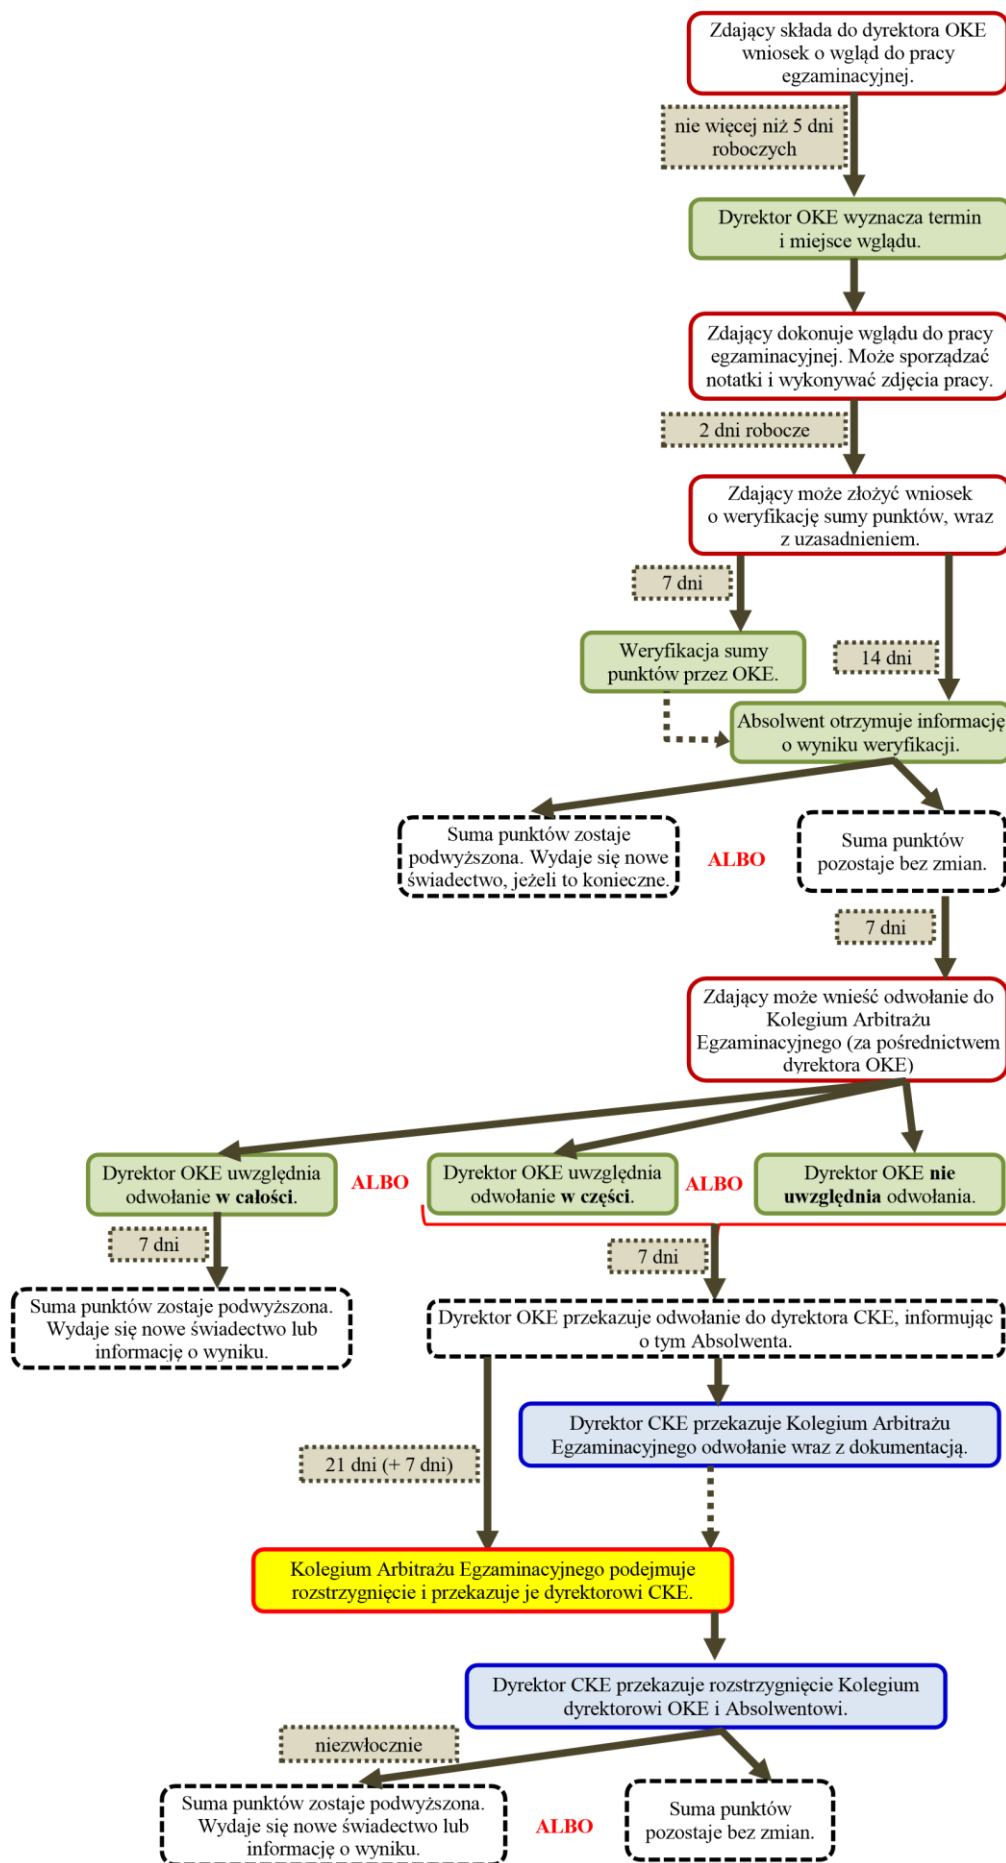 Zdający składa do dyrektora OKE
wniosek o wgląd do pracy
egzaminacyjnej.
nie więcej niż 5 dni
roboczych
Dyrektor OKE wyznacza termin
i miejsce wglądu.
Zdający dokonuje wglądu do pracy
egzaminacyjnej. Może sporządzać
notatki i wykonywać zdjęcia pracy.
2 dni robocze
Zdający może złożyć wniosek
o weryfikację sumy punktów, wraz
z uzasadnieniem.
7 dni
Weryfikacja sumy
punktów przez OKE.
14 dni
Absolwent otrzymuje informację
o wyniku weryfikacji.
Suma punktów zostaje
podwyższona. Wydaje się nowe
świadectwo, jeżeli to konieczne.
ALBO
Suma punktów
pozostaje bez zmian.
7 dni
Zdający może wnieść odwołanie do
Kolegium Arbitrażu
Egzaminacyjnego (za pośrednictwem
dyrektora OKE)
Dyrektor OKE uwzględnia
odwołanie w całości.
ALBO
Dyrektor OKE uwzględnia
odwołanie w części.
ALBO
Dyrektor OKE nie
uwzględnia odwołania.
7 dni
7 dni
Suma punktów zostaje podwyższona.
Wydaje się nowe świadectwo lub
informację o wyniku.
Dyrektor OKE przekazuje odwołanie do dyrektora CKE, informując
o tym Absolwenta.
Dyrektor CKE przekazuje Kolegium Arbitrażu
Egzaminacyjnego odwołanie wraz z dokumentacją.
21 dni (+ 7 dni)
Kolegium Arbitrażu Egzaminacyjnego podejmuje
rozstrzygnięcie i przekazuje je dyrektorowi CKE.
Dyrektor CKE przekazuje rozstrzygnięcie Kolegium
dyrektorowi OKE i Absolwentowi.
niezwłocznie
Suma punktów zostaje podwyższona.
Wydaje się nowe świadectwo lub
informację o wyniku.
ALBO
Suma punktów
pozostaje bez zmian.